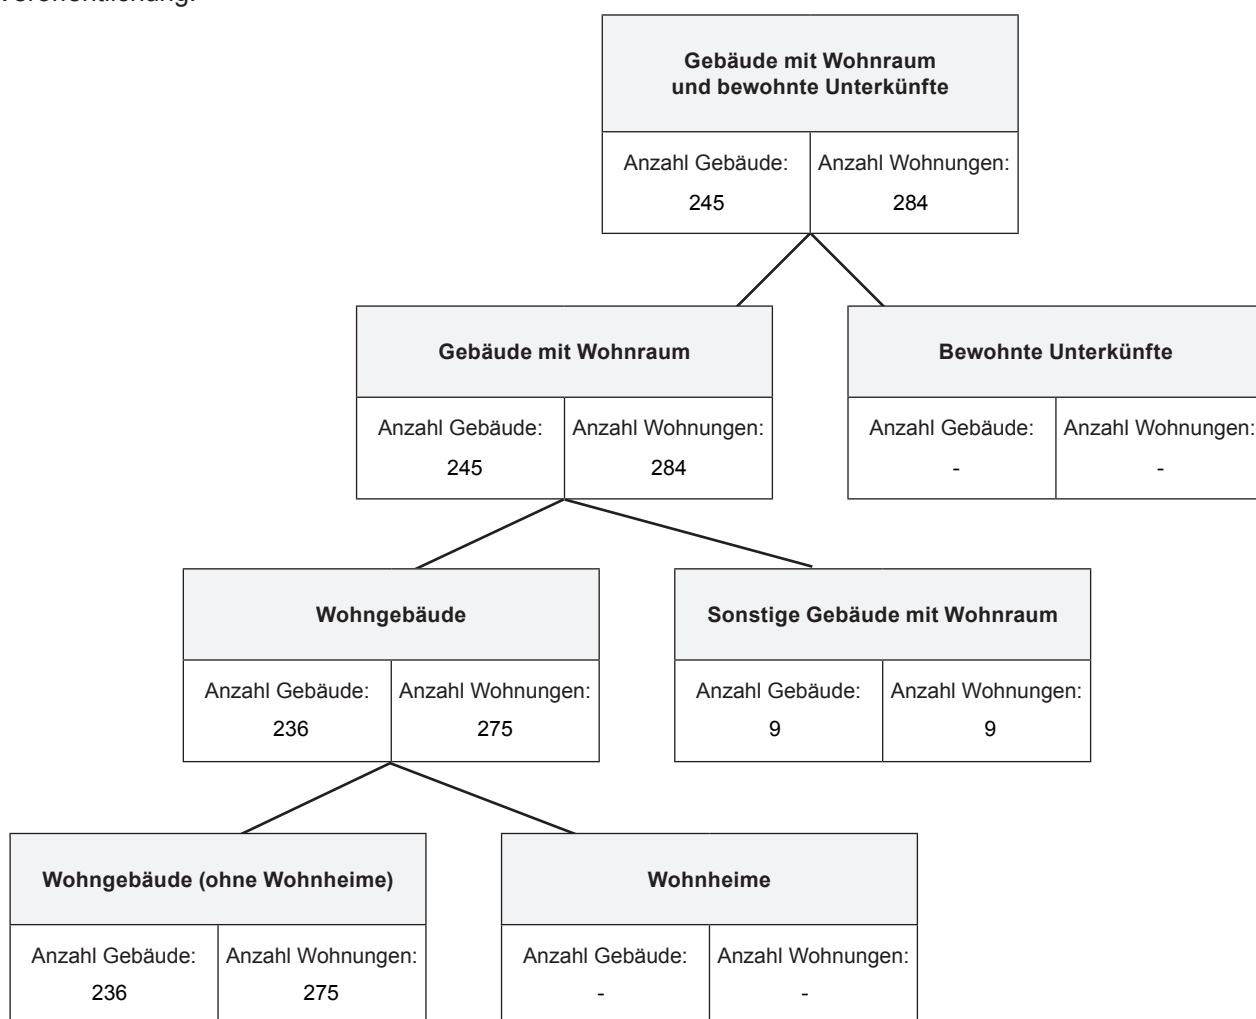 Veröffentlichung.
Gebäude mit Wohnraum
und bewohnte Unterkünfte
Anzahl Gebäude: Anzahl Wohnungen:
245 284
Gebäude mit Wohnraum
Anzahl Gebäude: Anzahl Wohnungen:
245 284
Bewohnte Unterkünfte
Anzahl Gebäude: Anzahl Wohnungen:
- -
Wohngebäude
Anzahl Gebäude: Anzahl Wohnungen:
236 275
Sonstige Gebäude mit Wohnraum
Anzahl Gebäude: Anzahl Wohnungen:
9 9
Wohngebäude (ohne Wohnheime)
Anzahl Gebäude: Anzahl Wohnungen:
236 275
Wohnheime
Anzahl Gebäude: Anzahl Wohnungen:
- -